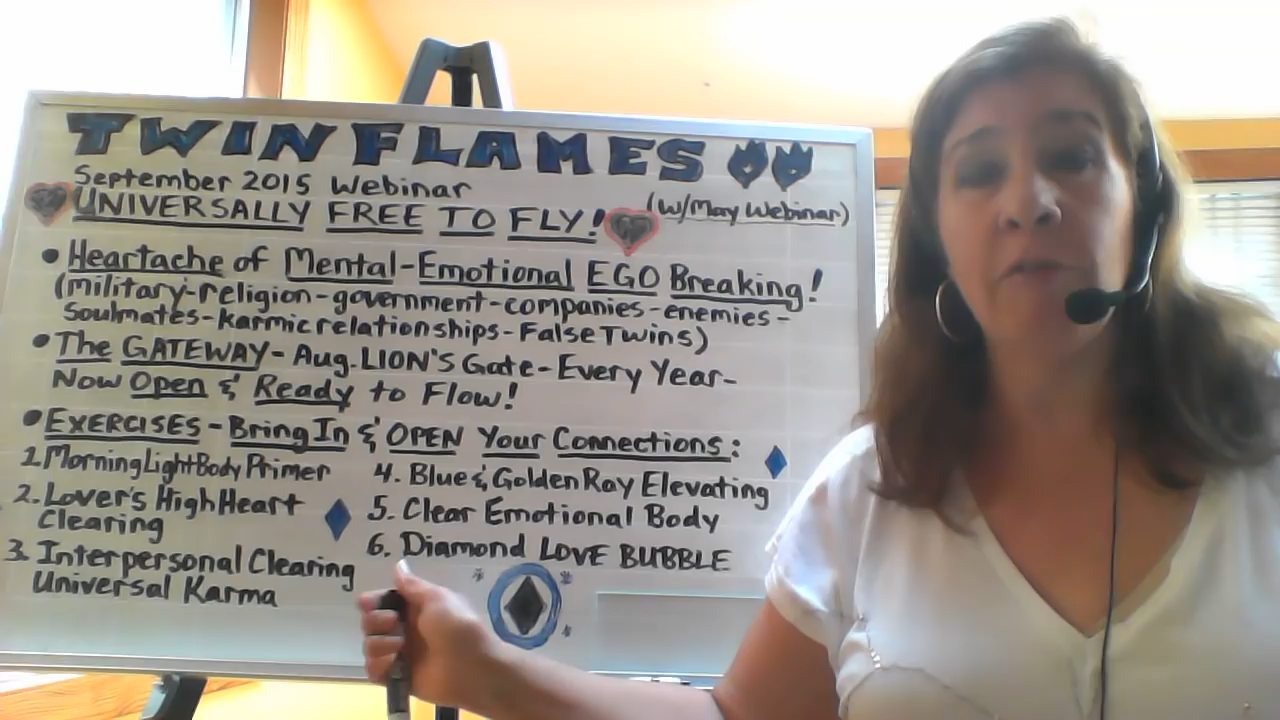 TWIN FLAMES
September 2015 Webinar
UNIVERSALLY FREE TO FLY!
(w/May Webinar)
• Heartache of Mental-Emotional EGO Breaking!
(military-religion-government-companies-enemies-
Soulmates-karmic relationships-False Twins)
• The GATEWAY- Aug. LION'S Gate- Every Year-
Now Open & Ready to Flow!
• EXERCISES- Bring In & OPEN Your Connections:
1. Morning Light Body Primer
2. Lover's High Heart
Clearing
3. Interpersonal Clearing
Universal Karma
4. Blue & Golden Ray Elevating
5. Clear Emotional Body
6. Diamond LOVE BUBBLE